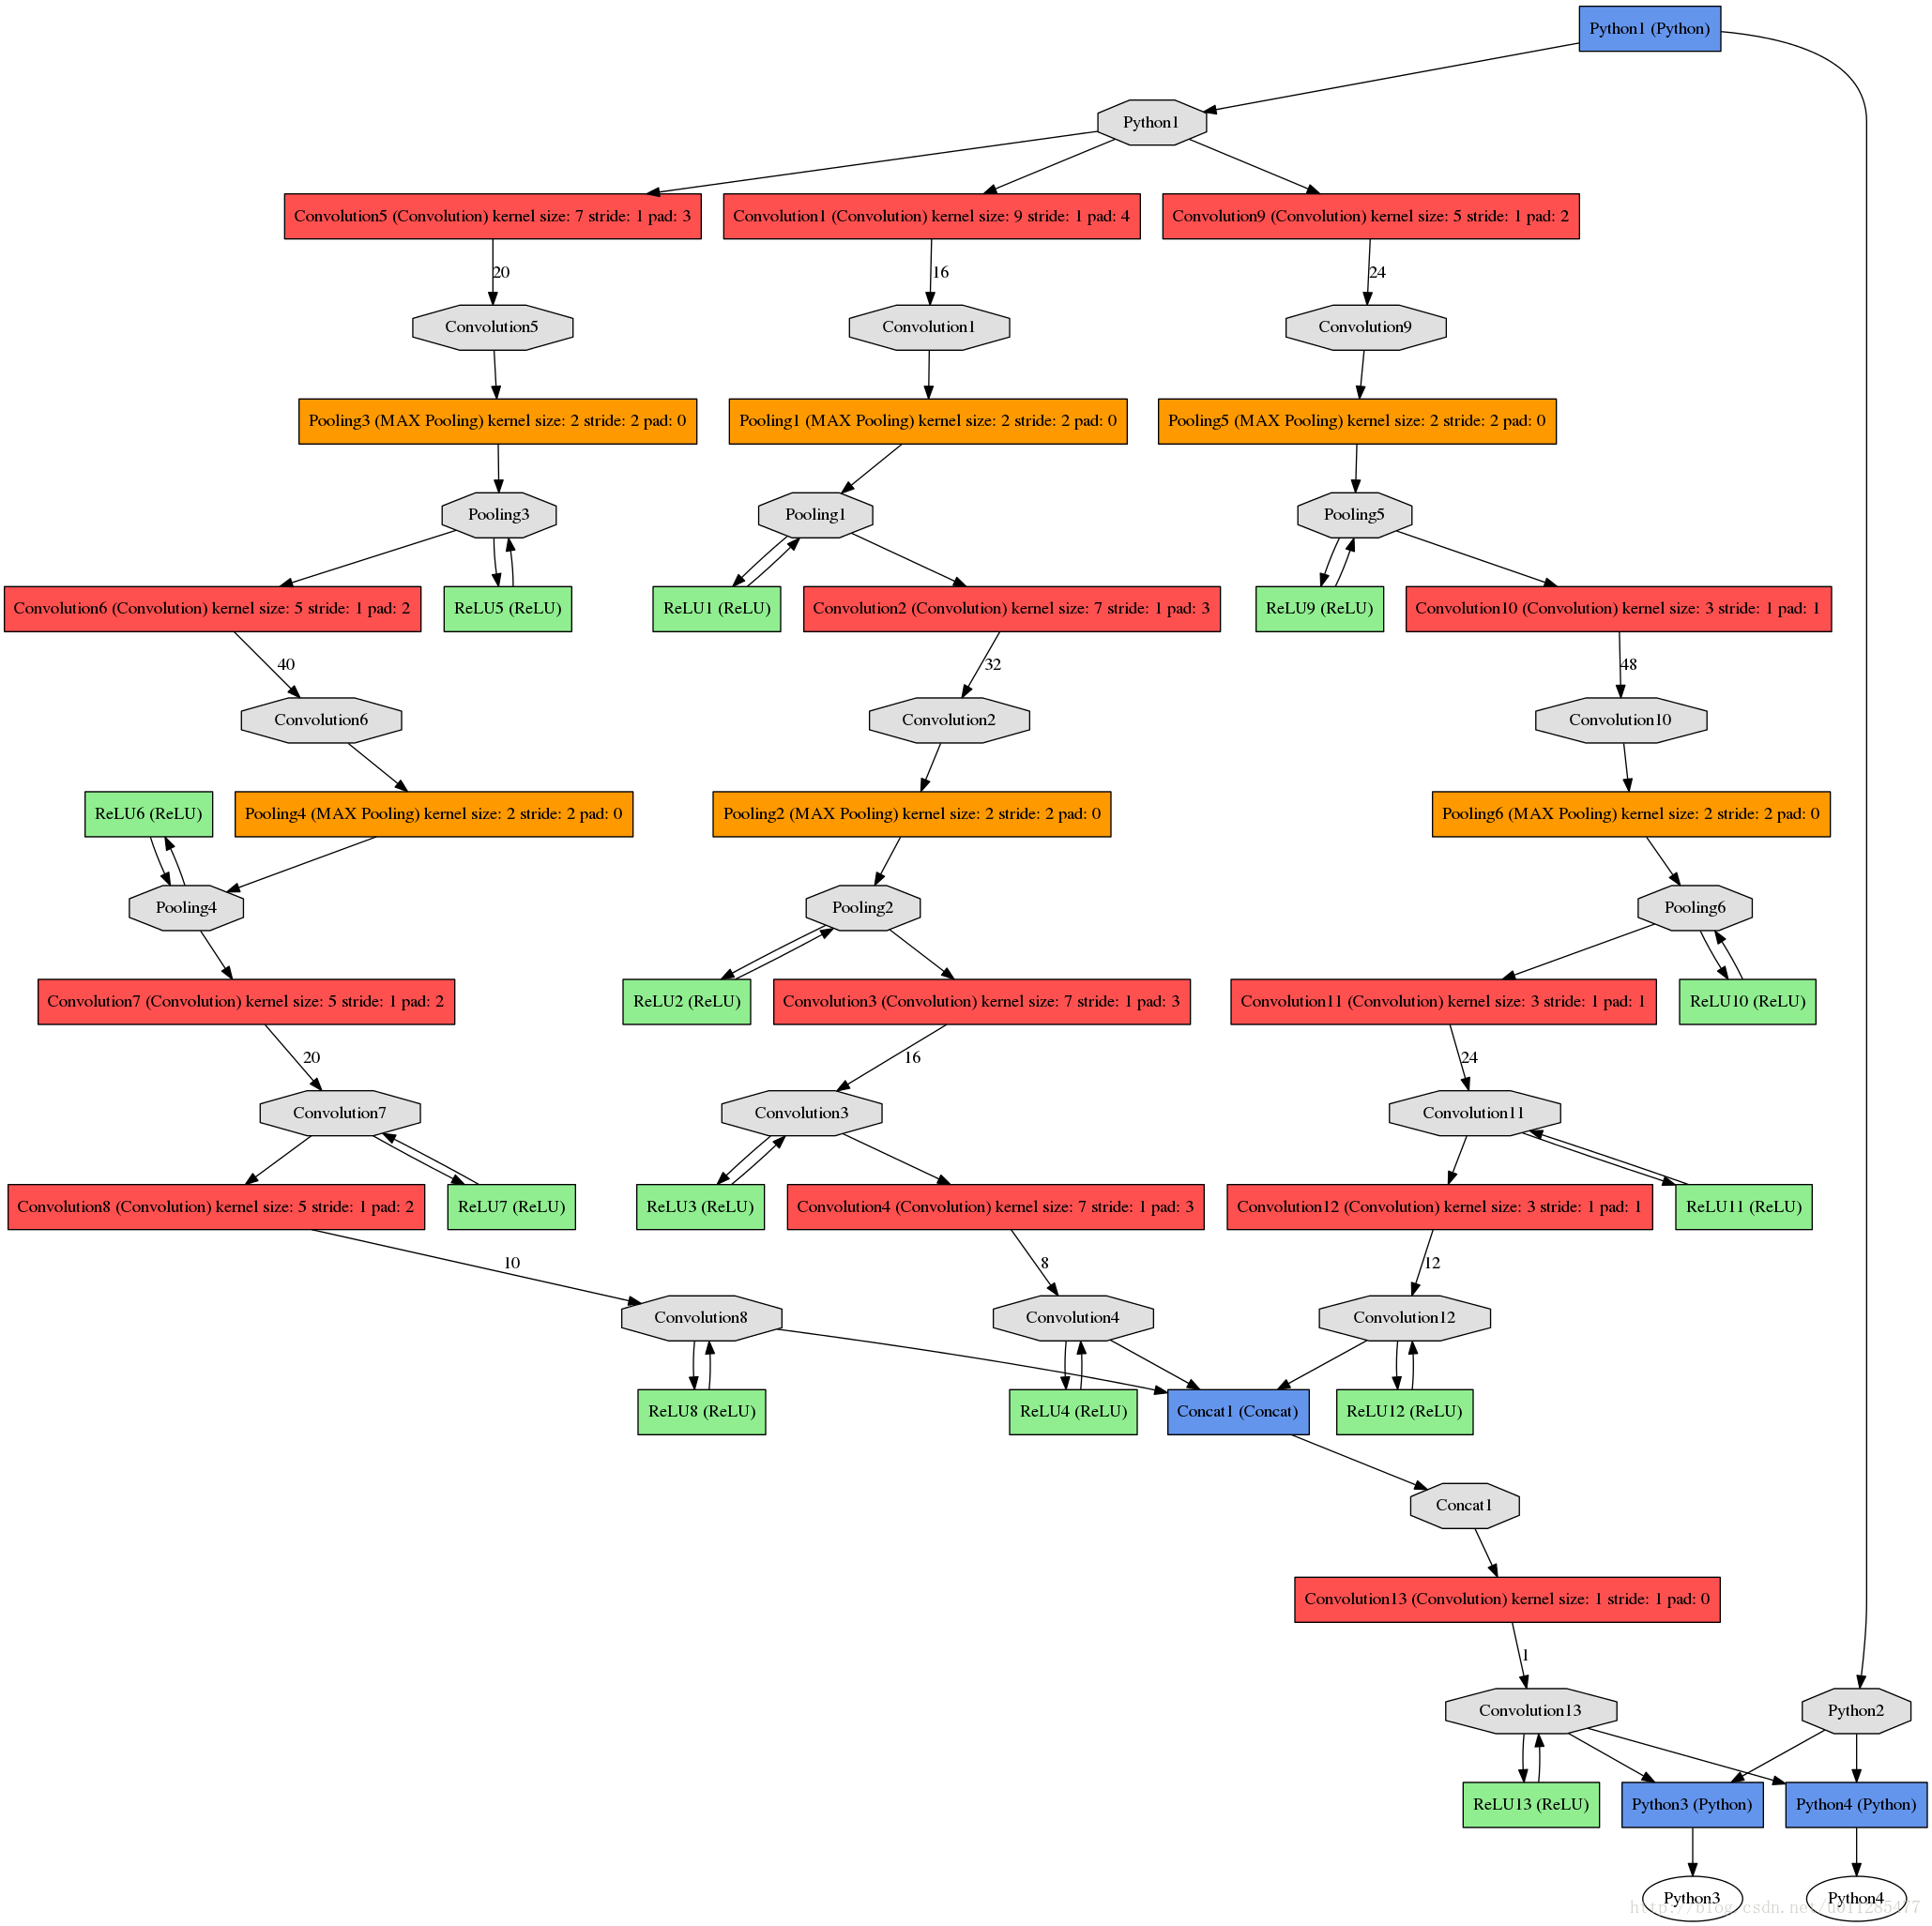 Python1 (Python)
Python1
Convolution5 (Convolution) kernel size: 7 stride: 1 pad: 3
Convolution1 (Convolution) kernel size: 9 stride: 1 pad: 4
Convolution9 (Convolution) kernel size: 5 stride: 1 pad: 2
20
16
24
Convolution5
Convolution1
Convolution9
Pooling3 (MAX Pooling) kernel size: 2 stride: 2 pad: 0
Pooling1 (MAX Pooling) kernel size: 2 stride: 2 pad: 0
Pooling5 (MAX Pooling) kernel size: 2 stride: 2 pad: 0
Pooling3
Pooling1
Pooling5
Convolution6 (Convolution) kernel size: 5 stride: 1 pad: 2
ReLU5 (ReLU)
ReLU1 (ReLU)
Convolution2 (Convolution) kernel size: 7 stride: 1 pad: 3
ReLU9 (ReLU)
Convolution10 (Convolution) kernel size: 3 stride: 1 pad: 1
40
32
48
Convolution6
Convolution2
Convolution10
ReLU6 (ReLU)
Pooling4 (MAX Pooling) kernel size: 2 stride: 2 pad: 0
Pooling2 (MAX Pooling) kernel size: 2 stride: 2 pad: 0
Pooling6 (MAX Pooling) kernel size: 2 stride: 2 pad: 0
Pooling4
Pooling2
Pooling6
Convolution7 (Convolution) kernel size: 5 stride: 1 pad: 2
ReLU2 (ReLU)
Convolution3 (Convolution) kernel size: 7 stride: 1 pad: 3
Convolution11 (Convolution) kernel size: 3 stride: 1 pad: 1
ReLU10 (ReLU)
20
16
24
Convolution7
Convolution3
Convolution11
Convolution8 (Convolution) kernel size: 5 stride: 1 pad: 2
ReLU7 (ReLU)
ReLU3 (ReLU)
Convolution4 (Convolution) kernel size: 7 stride: 1 pad: 3
Convolution12 (Convolution) kernel size: 3 stride: 1 pad: 1
ReLU11 (ReLU)
10
8
12
Convolution8
Convolution4
Convolution12
ReLU8 (ReLU)
ReLU4 (ReLU)
Concat1 (Concat)
ReLU12 (ReLU)
Concat1
Convolution13 (Convolution) kernel size: 1 stride: 1 pad: 0
1
Convolution13
Python2
ReLU13 (ReLU)
Python3 (Python)
Python4 (Python)
Python3
Python4
http://blog.csdn.net/u011285477